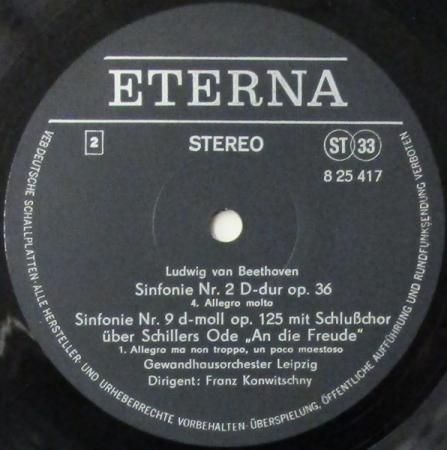 ETERNA
2
STEREO
ST 33
8 25 417
Ludwig van Beethoven
Sinfonie Nr. 2 D-dur op. 36
4. Allegro molto
Sinfonie Nr. 9 d-moll op. 125 mit Schlußchor
über Schillers Ode „An die Freude“
1. Allegro ma non troppo, un poco maestoso
Gewandhausorchester Leipzig
Dirigent: Franz Konwitschny
VEB DEUTSCHE SCHALLPLATTEN · ALLE HERSTELLER- UND URHEBERRECHTE VORBEHALTEN · ÜBERSPIELUNG, ÖFFENTLICHE AUFFÜHRUNG UND RUNDFUNKSENDUNG VERBOTEN